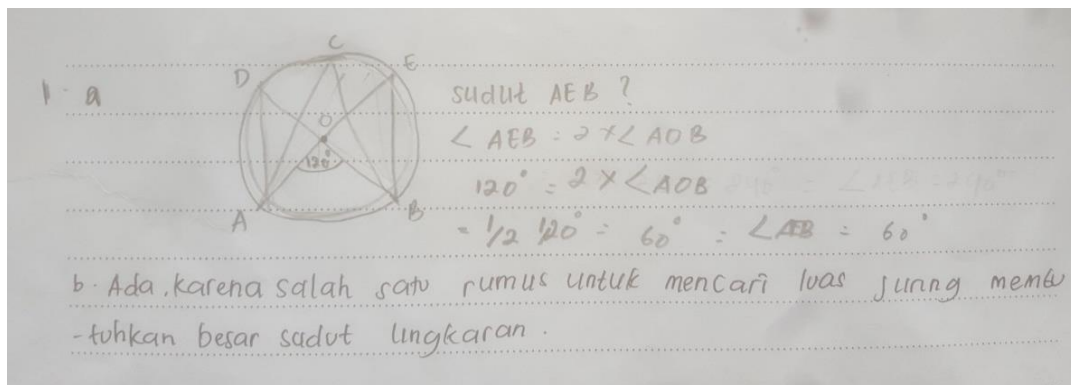 1. a
C
D
E
O
120°
A
B
sudut AEB ?
∠ AEB = 2 × ∠ AOB
120° = 2 × ∠ AOB
= 1/2 120° = 60° = ∠ AEB = 60°
b. Ada, karena salah satu rumus untuk mencari luas juring membu
-tuhkan besar sudut lingkaran.